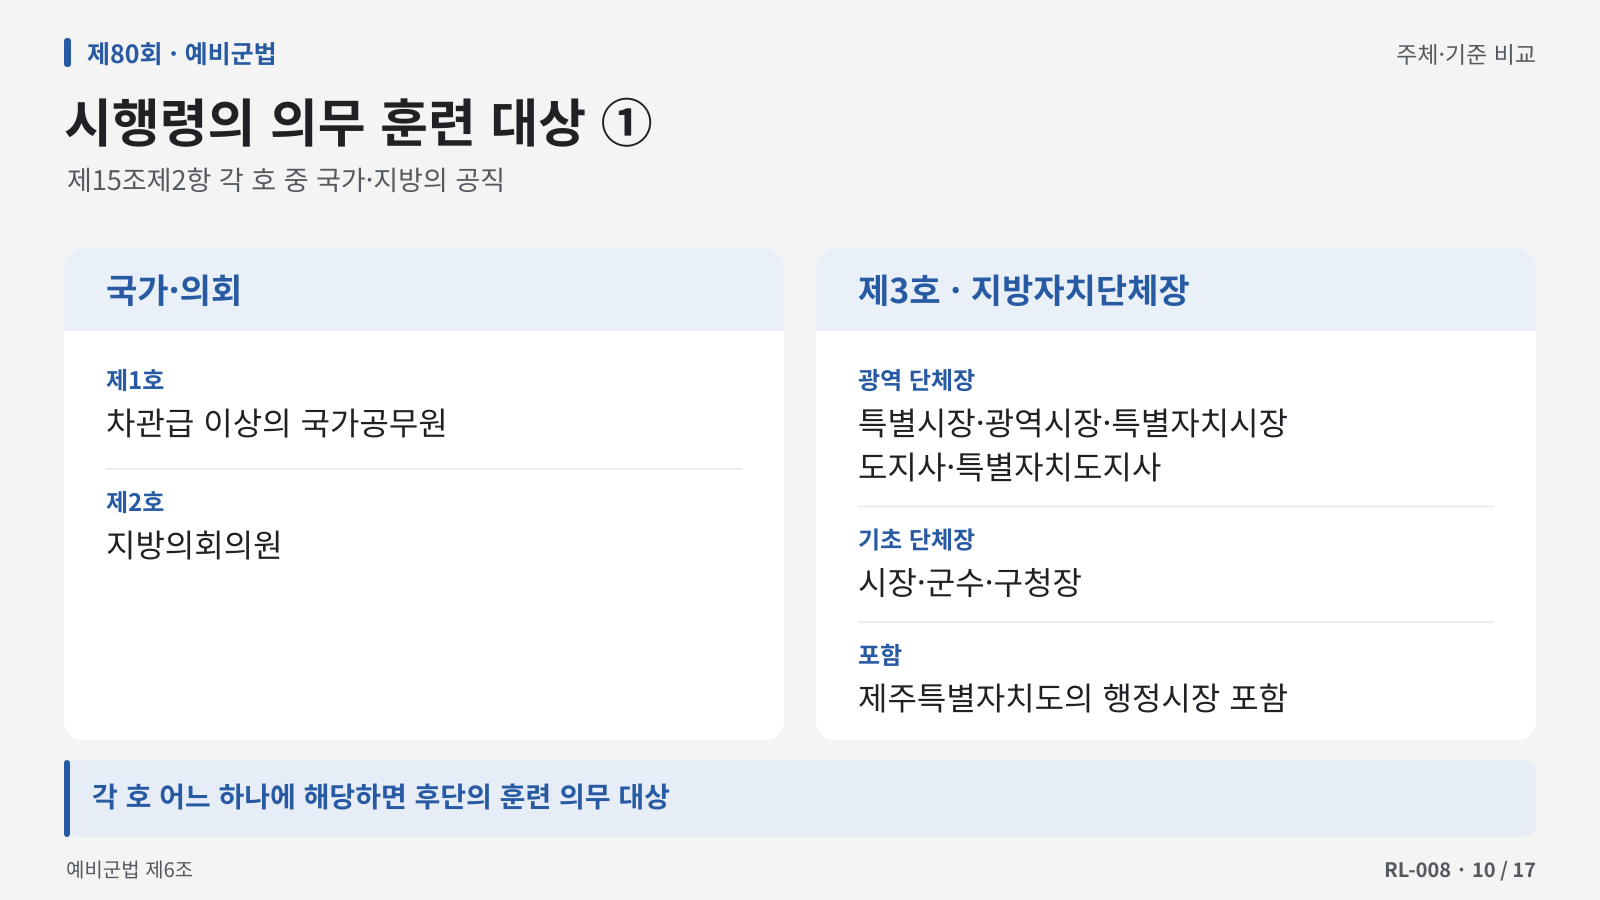 제80회 · 예비군법
주체·기준 비교
시행령의 의무 훈련 대상 ①
제15조제2항 각 호 중 국가·지방의 공직
국가·의회
제1호
차관급 이상의 국가공무원
제2호
지방의회의원
제3호 · 지방자치단체장
광역 단체장
특별시장·광역시장·특별자치시장
도지사·특별자치도지사
기초 단체장
시장·군수·구청장
포함
제주특별자치도의 행정시장 포함
각 호 어느 하나에 해당하면 후단의 훈련 의무 대상
예비군법 제6조
RL-008 · 10 / 17